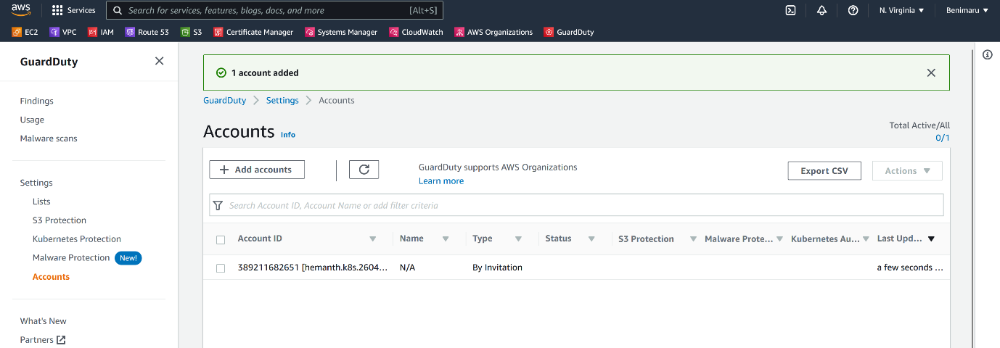 aws
Services
Search for services, features, blogs, docs, and more
[Alt+S]
N. Virginia
Benimaru
EC2
VPC
IAM
Route 53
S3
Certificate Manager
Systems Manager
CloudWatch
AWS Organizations
GuardDuty
GuardDuty
Findings
Usage
Malware scans
Settings
Lists
S3 Protection
Kubernetes Protection
Malware Protection New!
Accounts
What's New
Partners
1 account added
GuardDuty > Settings > Accounts
Accounts Info
Total Active/All
0/1
+ Add accounts
GuardDuty supports AWS Organizations
Learn more
Export CSV
Actions
Search Account ID, Account Name or add filter criteria
Account ID Name Type Status S3 Protection Malware Prote... Kubernetes Au... Last Upd...
389211682651 [hemanth.k8s.2604... N/A By Invitation a few seconds ...